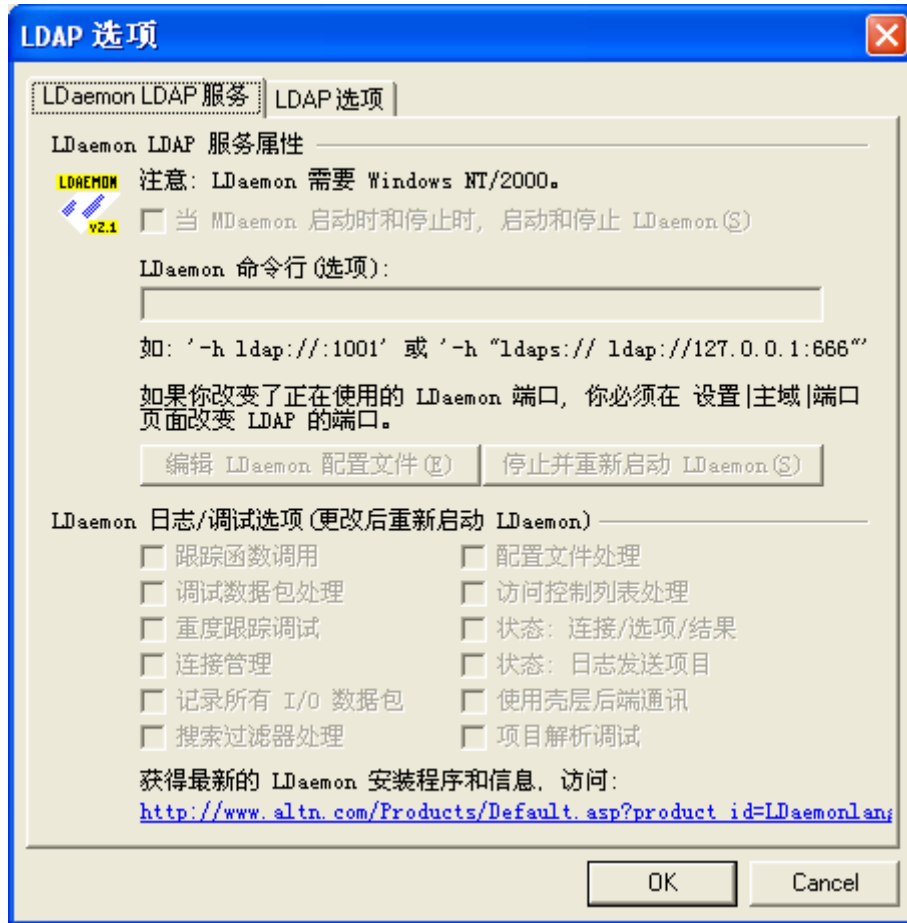 LDAP 选项
LDaemon LDAP 服务
LDAP 选项
LDaemon LDAP 服务属性
LDAEMON
v2.1
注意: LDaemon 需要 Windows NT/2000。
当 MDaemon 启动时和停止时, 启动和停止 LDaemon(S)
LDaemon 命令行(选项):
如: '-h ldap://:1001' 或 '-h "ldaps:// ldap://127.0.0.1:666"'
如果你改变了正在使用的 LDaemon 端口, 你必须在 设置|主域|端口
页面改变 LDAP 的端口。
编辑 LDaemon 配置文件(E)
停止并重新启动 LDaemon(S)
LDaemon 日志/调试选项(更改后重新启动 LDaemon)
跟踪函数调用
配置文件处理
调试数据包处理
访问控制列表处理
重度跟踪调试
状态: 连接/选项/结果
连接管理
状态: 日志发送项目
记录所有 I/O 数据包
使用壳层后端通讯
搜索过滤器处理
项目解析调试
获得最新的 LDaemon 安装程序和信息, 访问:
http://www.altn.com/Products/Default.asp?product_id=LDaemonlang
OK
Cancel